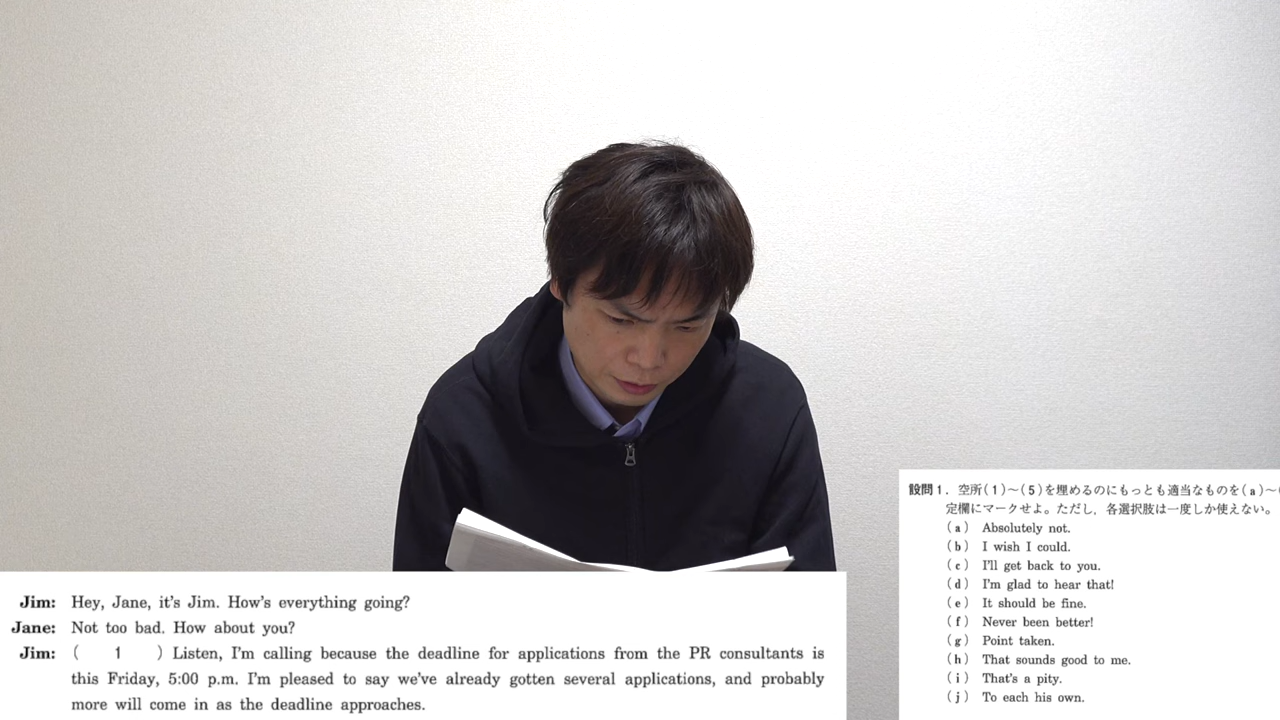 Jim: Hey, Jane, it's Jim. How's everything going?
Jane: Not too bad. How about you?
Jim: ( 1 ) Listen, I'm calling because the deadline for applications from the PR consultants is
this Friday, 5:00 p.m. I'm pleased to say we've already gotten several applications, and probably
more will come in as the deadline approaches.
設問1. 空所(1)~(5)を埋めるのにもっとも適当なものを(a)~(
定欄にマークせよ。ただし,各選択肢は一度しか使えない。
(a) Absolutely not.
(b) I wish I could.
(c) I'll get back to you.
(d) I'm glad to hear that!
(e) It should be fine.
(f) Never been better!
(g) Point taken.
(h) That sounds good to me.
(i) That's a pity.
(j) To each his own.